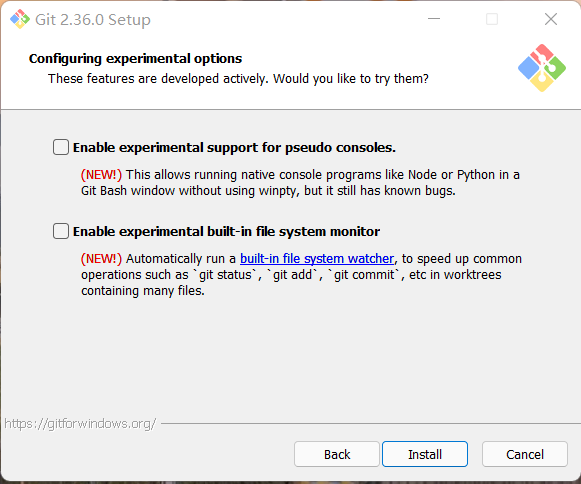 Git 2.36.0 Setup
Configuring experimental options
These features are developed actively. Would you like to try them?
Enable experimental support for pseudo consoles.
(NEW!) This allows running native console programs like Node or Python in a
Git Bash window without using winpty, but it still has known bugs.
Enable experimental built-in file system monitor
(NEW!) Automatically run a built-in file system watcher, to speed up common
operations such as `git status`, `git add`, `git commit`, etc in worktrees
containing many files.
https://gitforwindows.org/
Back
Install
Cancel